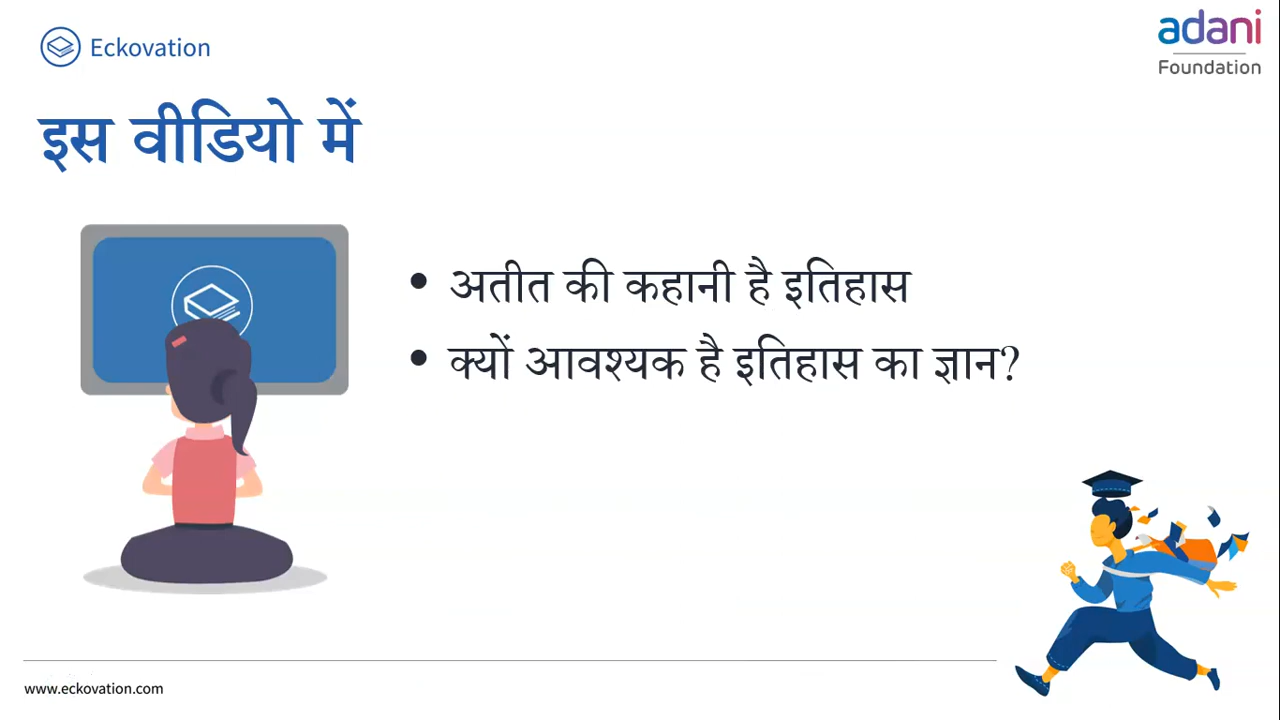 Eckovation
adani
Foundation
इस वीडियो में
• अतीत की कहानी है इतिहास
• क्यों आवश्यक है इतिहास का ज्ञान?
www.eckovation.com